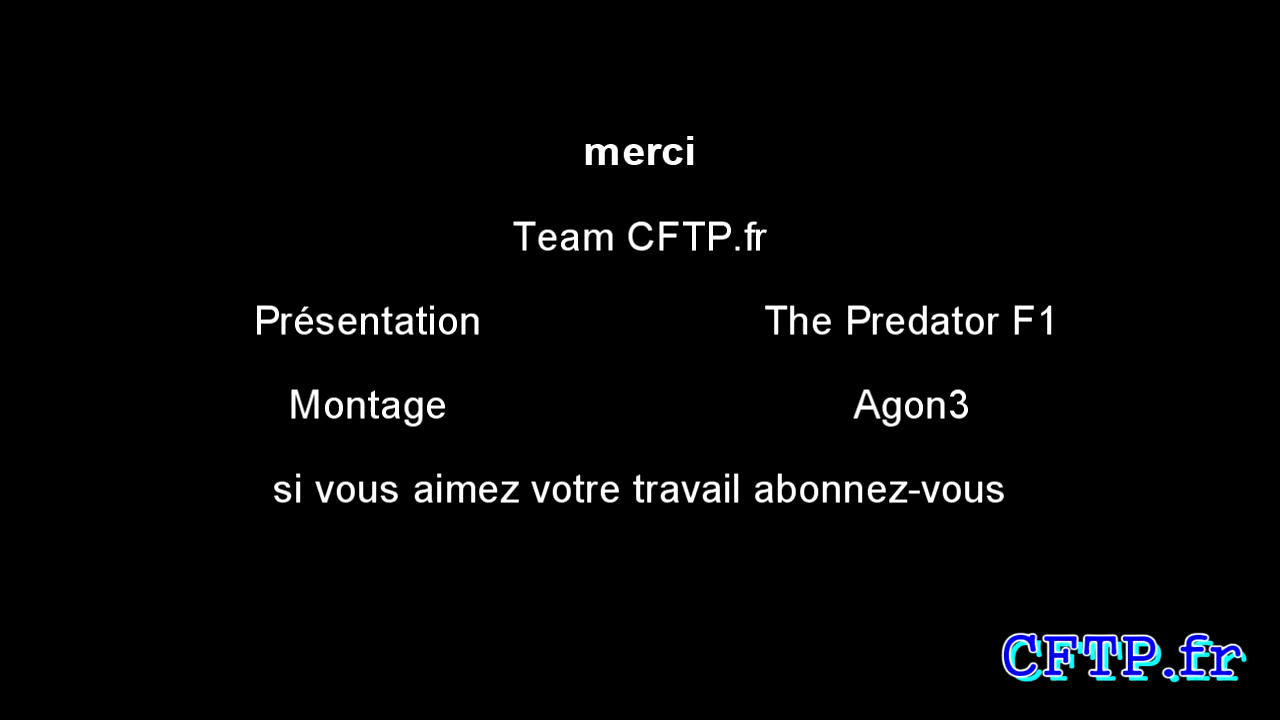 merci
Team CFTP.fr
Présentation The Predator F1
Montage Agon3
si vous aimez votre travail abonnez-vous
CFTP.fr